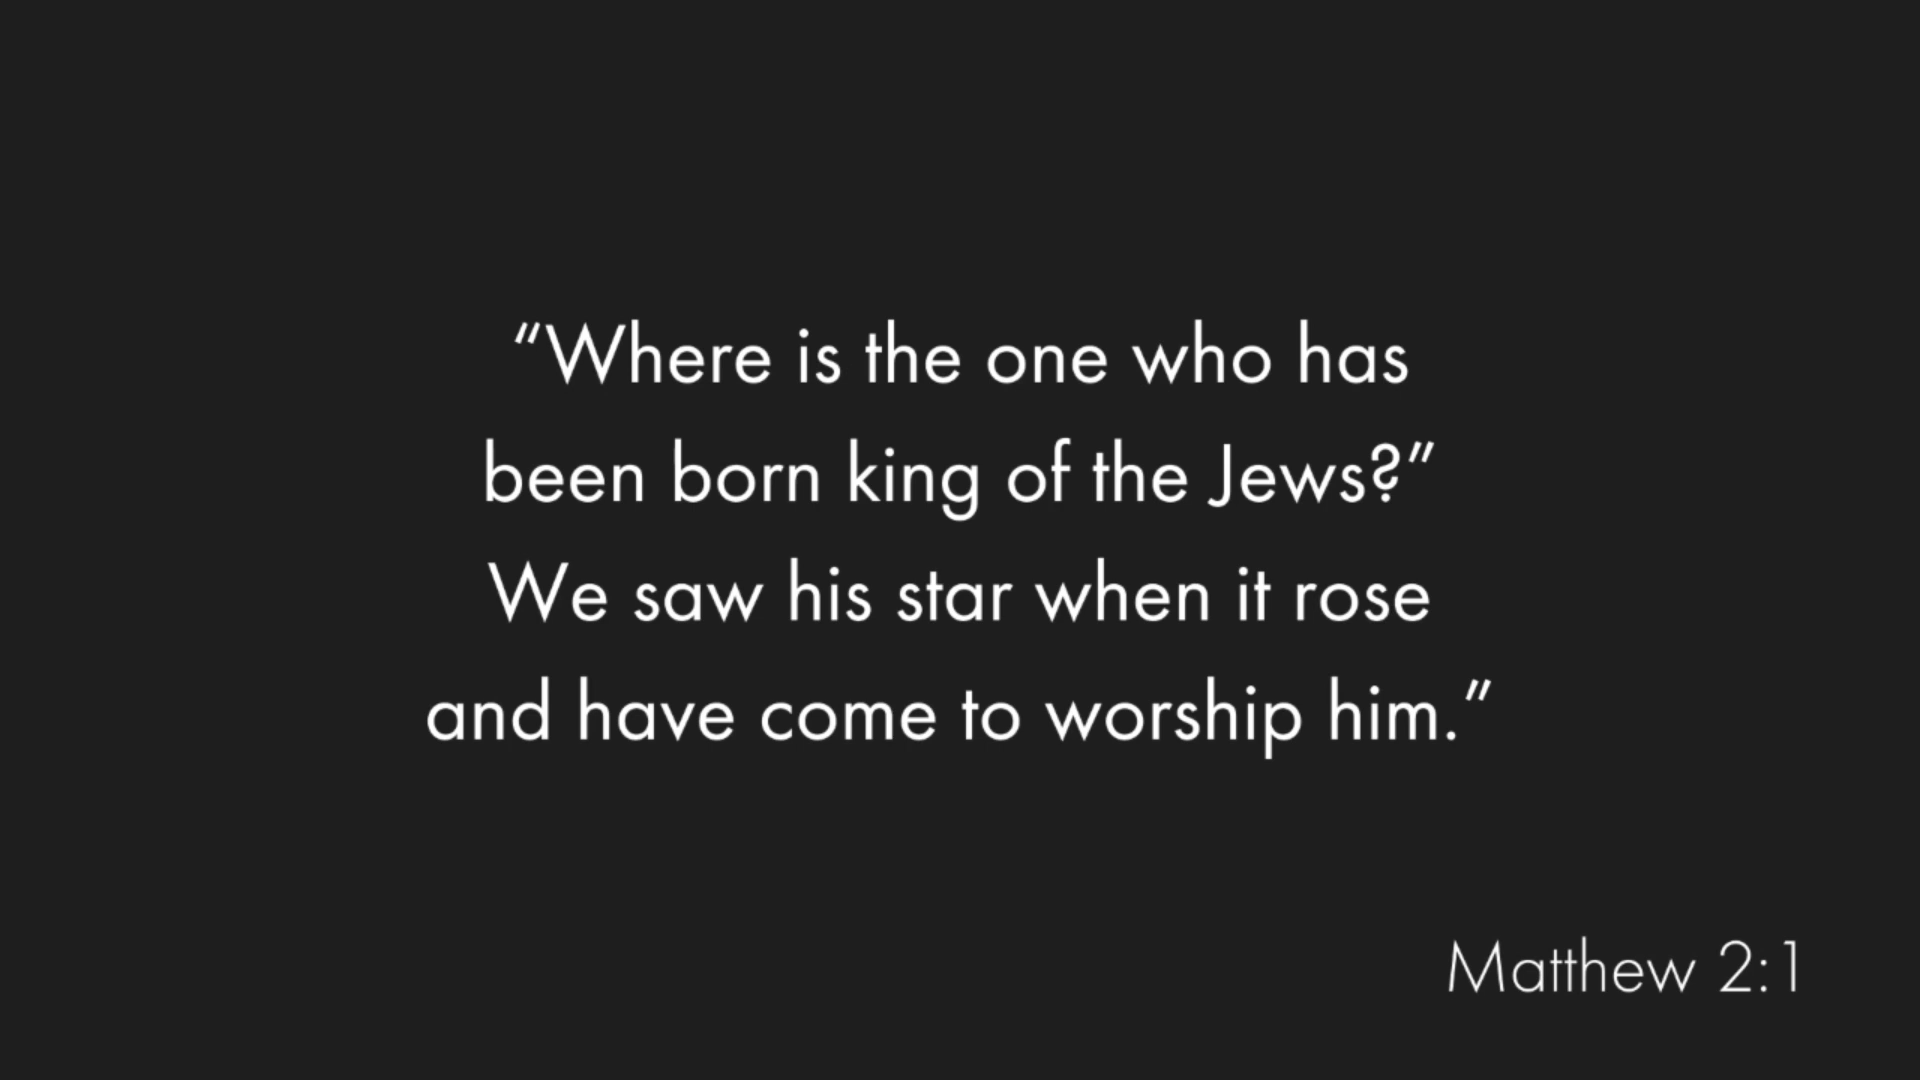 “Where is the one who has
been born king of the Jews?”
We saw his star when it rose
and have come to worship him.”
Matthew 2:1